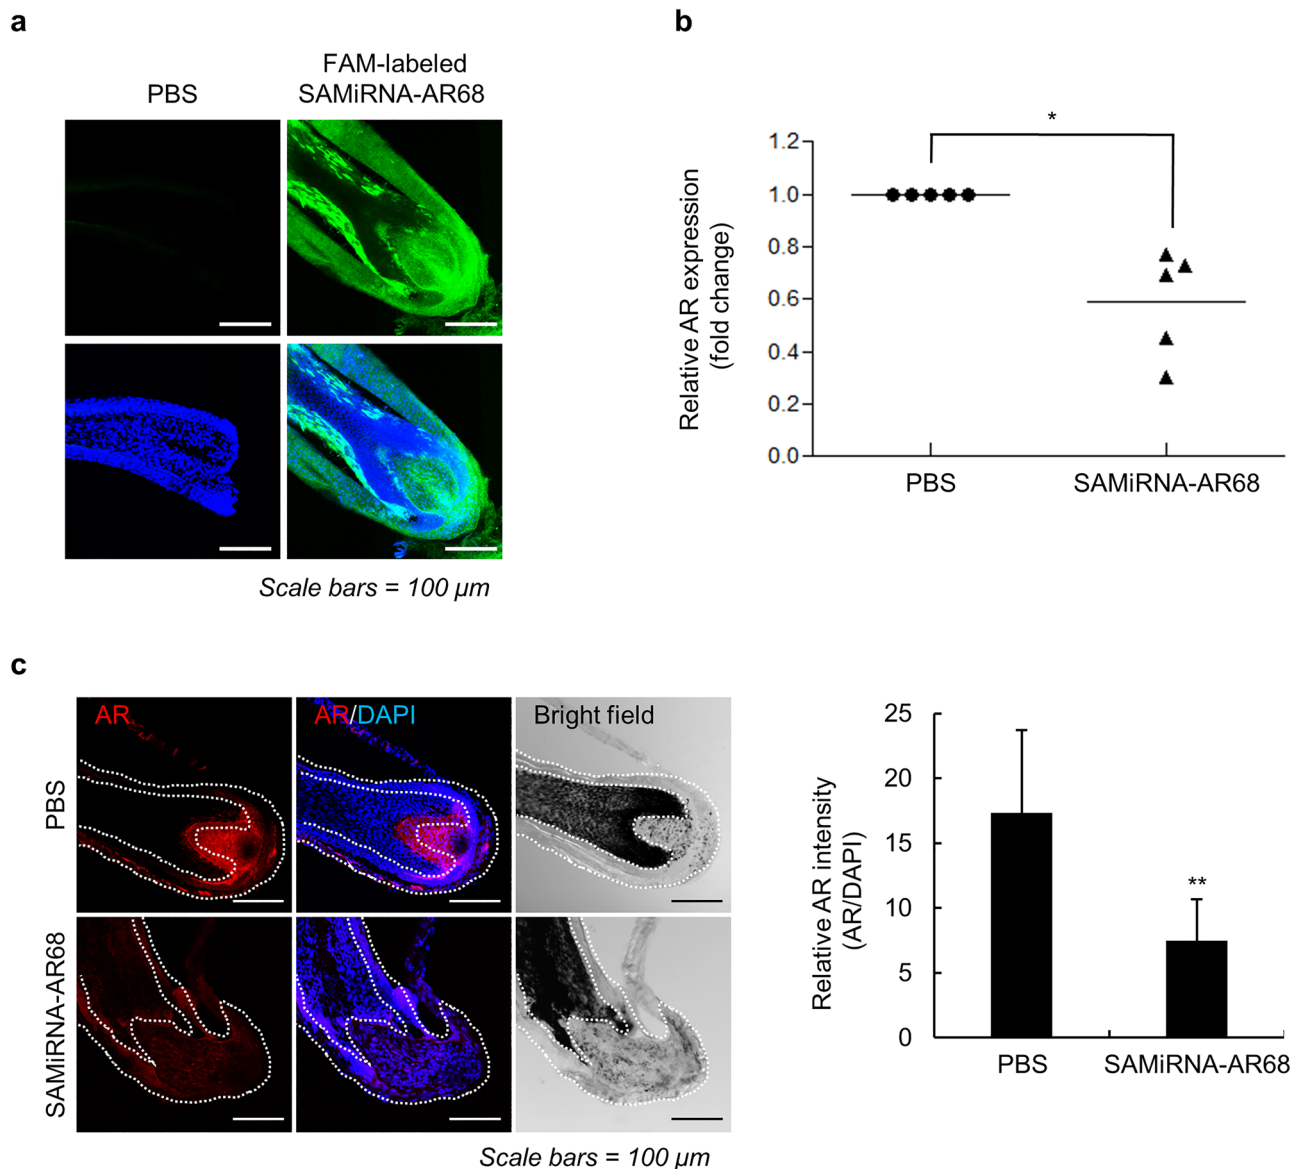 a
PBS
FAM-labeled
SAMiRNA-AR68
Scale bars = 100 µm
b
*
Relative AR expression
(fold change)
1.2
1.0
0.8
0.6
0.4
0.2
0.0
PBS
SAMiRNA-AR68
c
PBS
SAMiRNA-AR68
AR
AR/DAPI
Bright field
Scale bars = 100 µm
Relative AR intensity
(AR/DAPI)
25
20
15
10
5
0
**
PBS
SAMiRNA-AR68